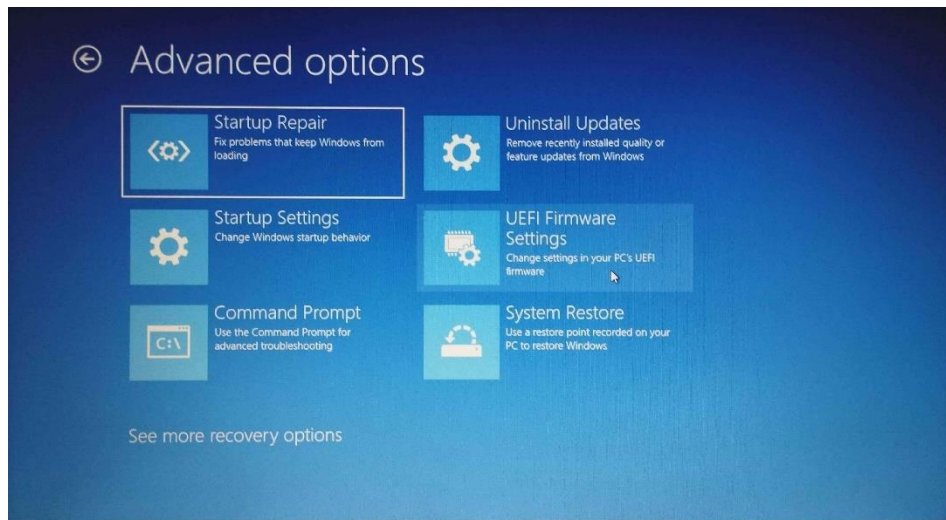 Advanced options
Startup Repair
Fix problems that keep Windows from
loading
Uninstall Updates
Remove recently installed quality or
feature updates from Windows
Startup Settings
Change Windows startup behavior
UEFI Firmware
Settings
Change settings in your PC's UEFI
firmware
Command Prompt
Use the Command Prompt for
advanced troubleshooting
C:\
System Restore
Use a restore point recorded on your
PC to restore Windows
See more recovery options